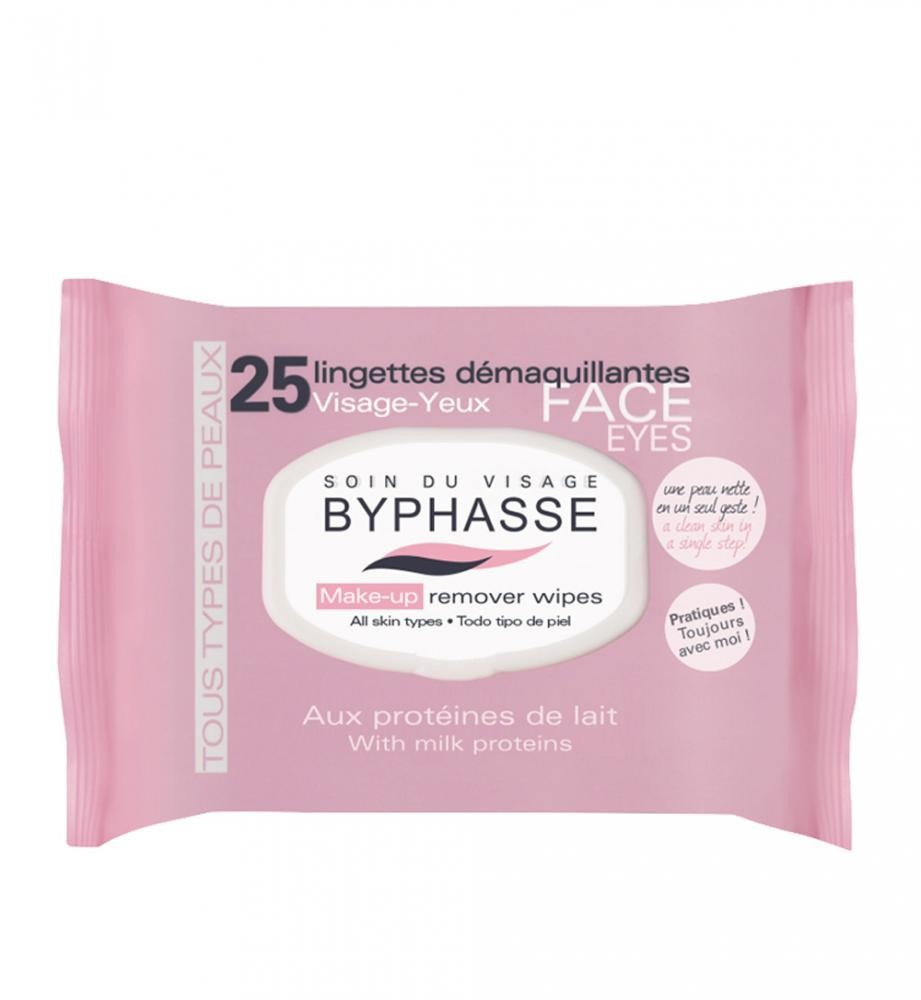 TOUS TYPES DE PEAUX
25 lingettes démaquillantes
Visage-Yeux
FACE
EYES
SOIN DU VISAGE
BYPHASSE
Make-up remover wipes
All skin types • Todo tipo de piel
une peau nette
en un seul geste !
a clean skin in
a single step!
Pratiques !
Toujours
avec moi !
Aux protéines de lait
With milk proteins